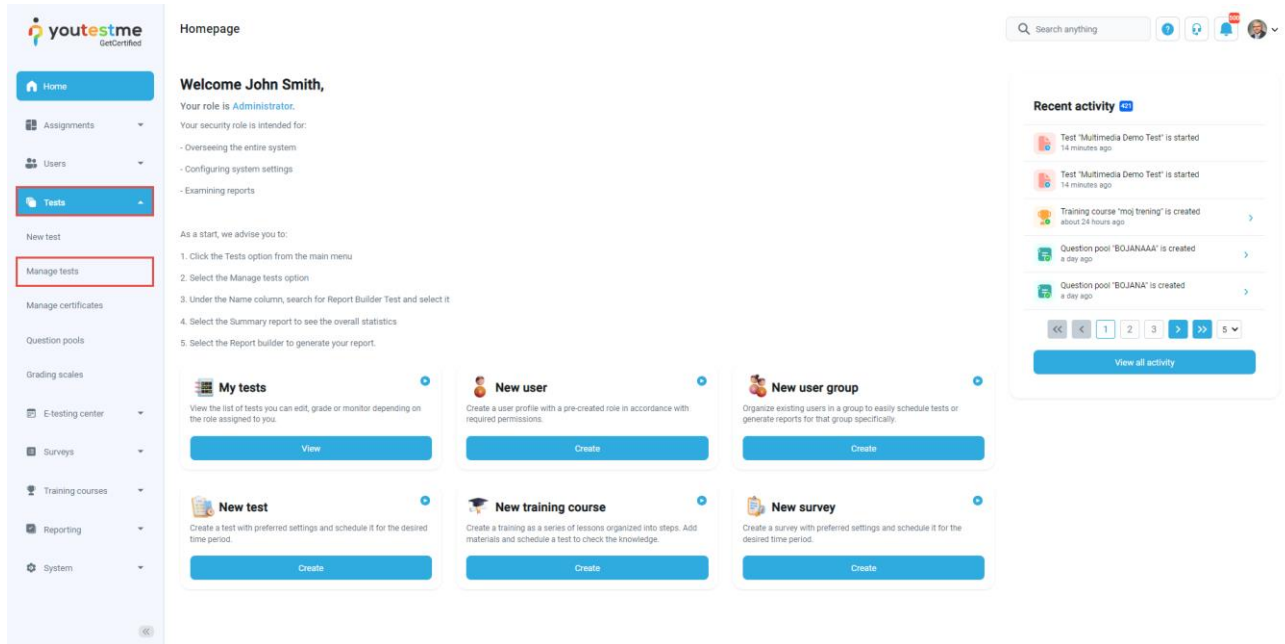 youtestme
GetCertified
Homepage
Search anything
?
500
Home
Assignments
Users
Tests
New test
Manage tests
Manage certificates
Question pools
Grading scales
E-testing center
Surveys
Training courses
Reporting
System
Welcome John Smith,
Your role is Administrator.
Your security role is intended for:
- Overseeing the entire system
- Configuring system settings
- Examining reports
As a start, we advise you to:
1. Click the Tests option from the main menu
2. Select the Manage tests option
3. Under the Name column, search for Report Builder Test and select it
4. Select the Summary report to see the overall statistics
5. Select the Report builder to generate your report.
My tests
View the list of tests you can edit, grade or monitor depending on
the role assigned to you.
View
New user
Create a user profile with a pre-created role in accordance with
required permissions.
Create
New user group
Organize existing users in a group to easily schedule tests or
generate reports for that group specifically.
Create
New test
Create a test with preferred settings and schedule it for the desired
time period.
Create
New training course
Create a training as a series of lessons organized into steps. Add
materials and schedule a test to check the knowledge.
Create
New survey
Create a survey with preferred settings and schedule it for the
desired time period.
Create
Recent activity 421
Test "Multimedia Demo Test" is started
14 minutes ago
Test "Multimedia Demo Test" is started
14 minutes ago
Training course "moj trening" is created
about 24 hours ago
Question pool "BOJANAAA" is created
a day ago
Question pool "BOJANA" is created
a day ago
<< < 1 2 3 > >> 5
View all activity